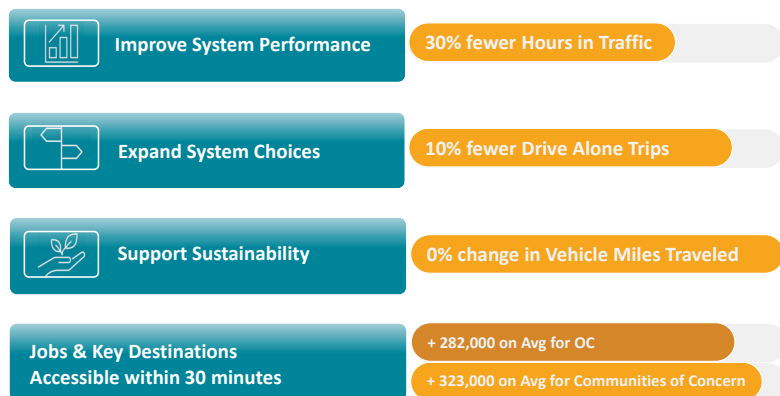 Improve System Performance
30% fewer Hours in Traffic
Expand System Choices
10% fewer Drive Alone Trips
Support Sustainability
0% change in Vehicle Miles Traveled
Jobs & Key Destinations
Accessible within 30 minutes
+ 282,000 on Avg for OC
+ 323,000 on Avg for Communities of Concern